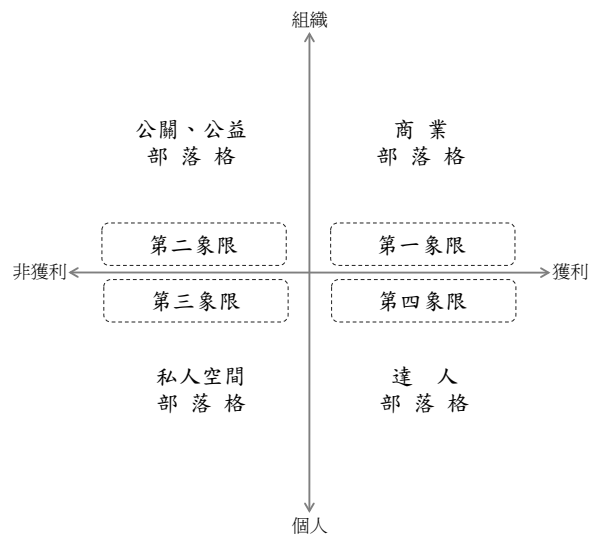 組織
公關、公益
部 落 格
商 業
部 落 格
第二象限
第一象限
非獲利
獲利
第三象限
第四象限
私人空間
部 落 格
達 人
部 落 格
個人